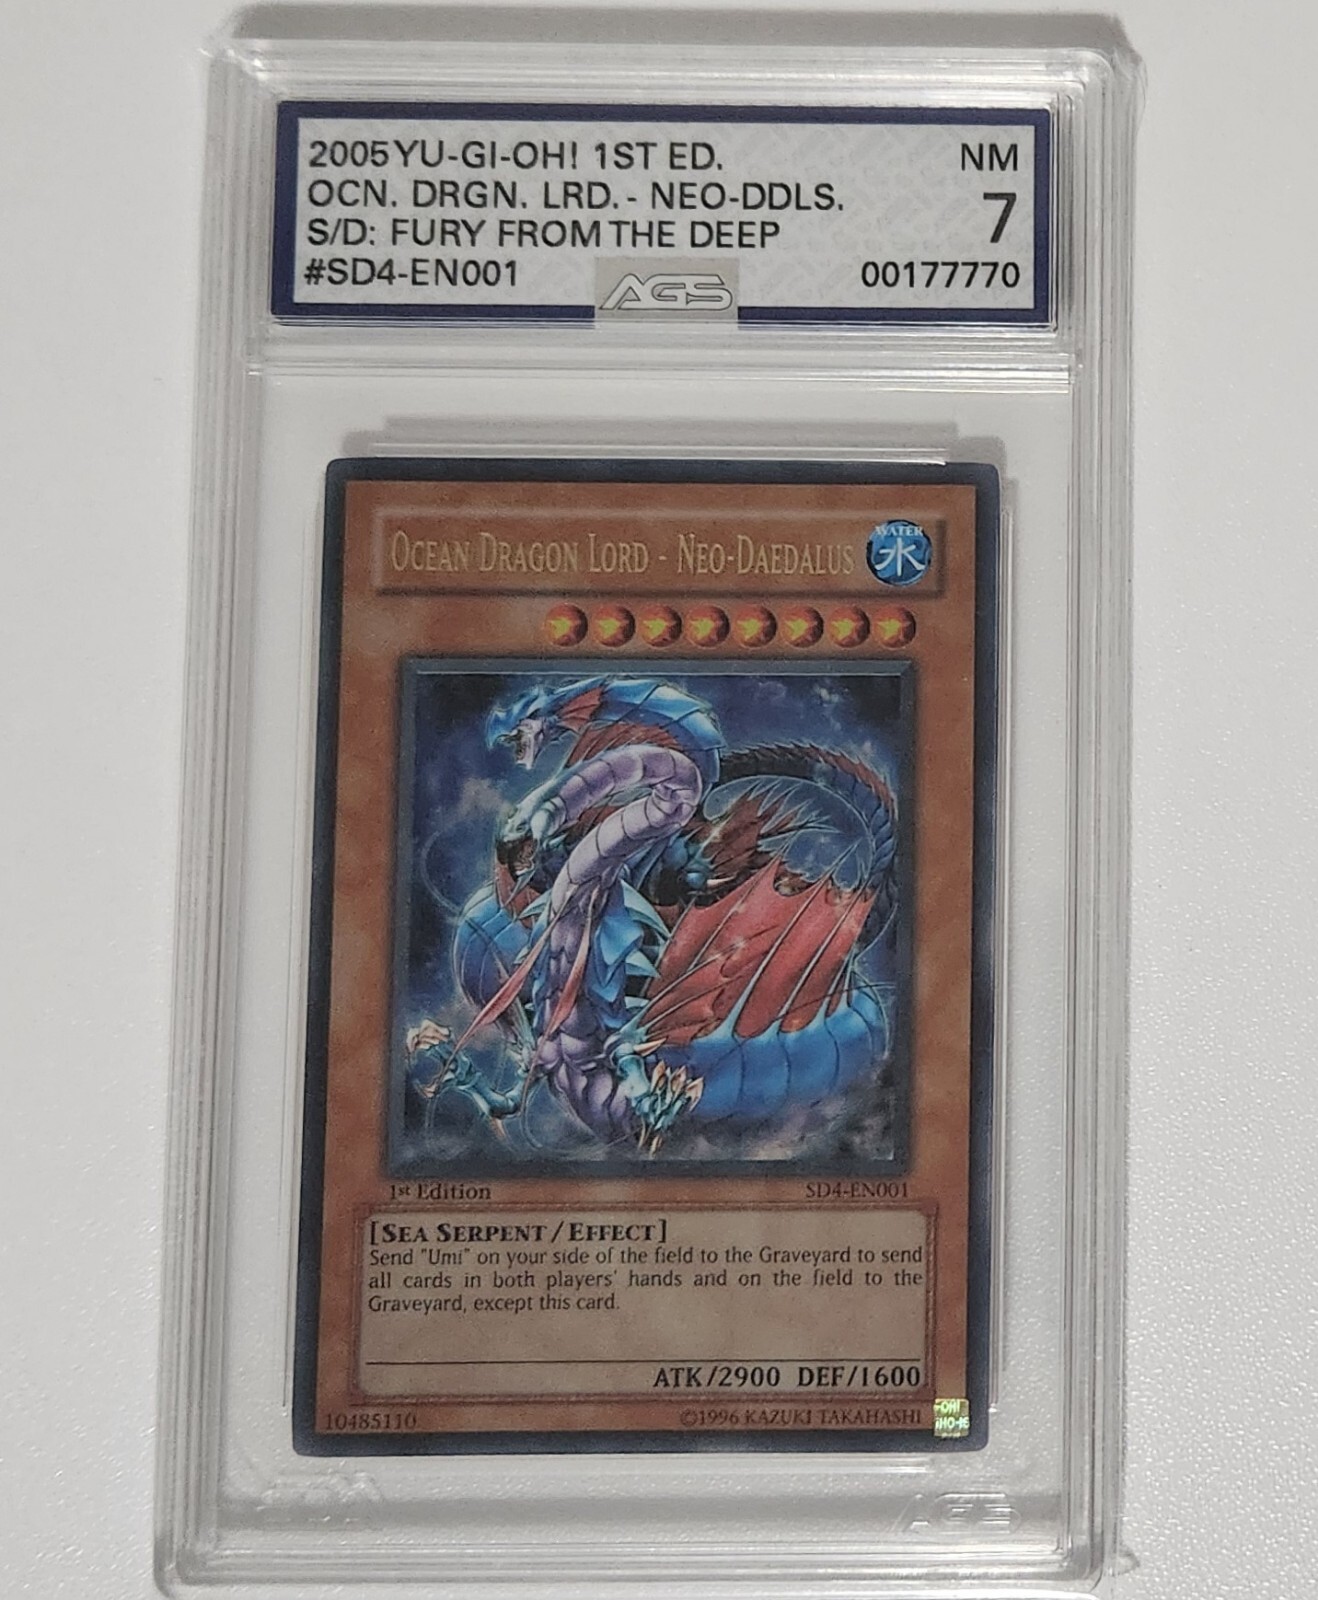 2005 YU-GI-OH! 1ST ED. NM
OCN. DRGN. LRD. - NEO-DDLS. 7
S/D: FURY FROM THE DEEP
#SD4-EN001 AGS 00177770
OCEAN DRAGON LORD - NEO-DAEDALUS
WATER
水
1st Edition SD4-EN001
[SEA SERPENT / EFFECT]
Send "Umi" on your side of the field to the Graveyard to send
all cards in both players' hands and on the field to the
Graveyard, except this card.
ATK/2900 DEF/1600
10485110 ©1996 KAZUKI TAKAHASHI
AGS